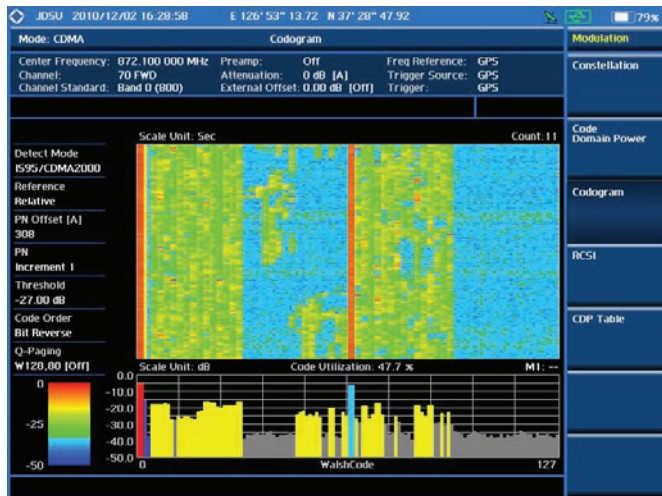 JDSU 2010/12/02 16:28:58 E 126° 53" 13.72 N 37° 28" 47.92 79%
Mode: CDMA Codogram Modulation
Center Frequency: 872.100 000 MHz Preamp: Off Freq Reference: GPS
Channel: 70 FWD Attenuation: 0 dB [A] Trigger Source: GPS
Channel Standard: Band 0 (800) External Offset: 0.00 dB [Off] Trigger: GPS
Constellation
Code
Domain Power
Codogram
RCSI
CDP Table
Scale Unit: Sec Count:11
Detect Mode
IS95/CDMA2000
Reference
Relative
PN Offset [A]
308
PN
Increment 1
Threshold
-27.00 dB
Code Order
Bit Reverse
Q-Paging
W128,80 [Off]
Scale Unit: dB Code Utilization: 47.7 % M1: --
0
-25
-50
0.0
-10.0
-20.0
-30.0
-40.0
-50.0
0 WalshCode 127